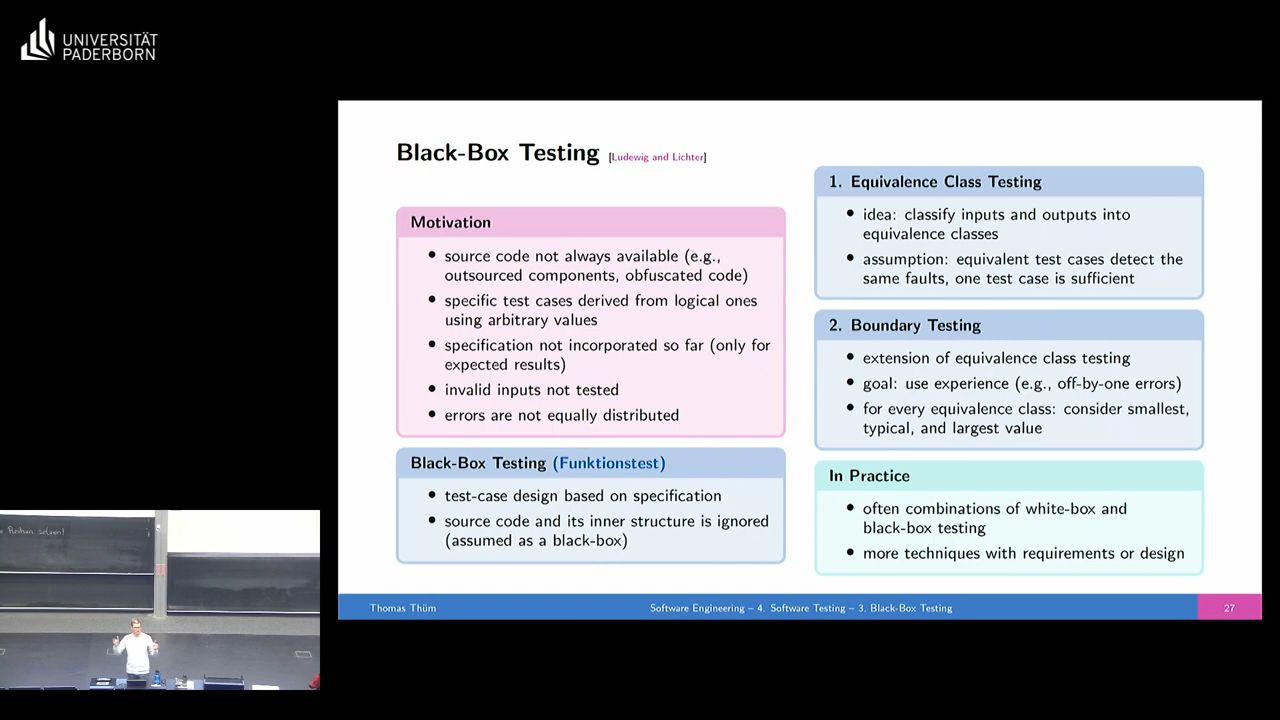 UNIVERSITÄT
PADERBORN
Black-Box Testing [Ludewig and Lichter]
Motivation
• source code not always available (e.g.,
outsourced components, obfuscated code)
• specific test cases derived from logical ones
using arbitrary values
• specification not incorporated so far (only for
expected results)
• invalid inputs not tested
• errors are not equally distributed
Black-Box Testing (Funktionstest)
• test-case design based on specification
• source code and its inner structure is ignored
(assumed as a black-box)
1. Equivalence Class Testing
• idea: classify inputs and outputs into
equivalence classes
• assumption: equivalent test cases detect the
same faults, one test case is sufficient
2. Boundary Testing
• extension of equivalence class testing
• goal: use experience (e.g., off-by-one errors)
• for every equivalence class: consider smallest,
typical, and largest value
In Practice
• often combinations of white-box and
black-box testing
• more techniques with requirements or design
Thomas Thüm
Software Engineering – 4. Software Testing – 3. Black-Box Testing
27